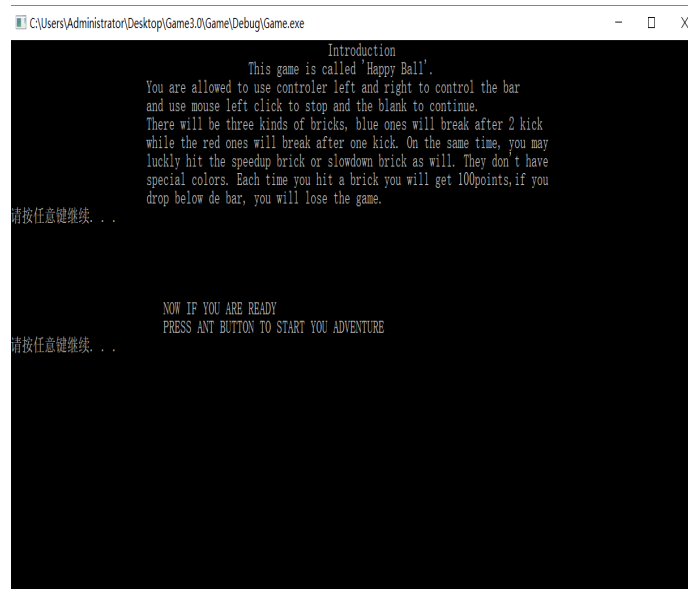 C:\Users\Administrator\Desktop\Game3.0\Game\Debug\Game.exe
Introduction
This game is called 'Happy Ball'.
You are allowed to use controler left and right to control the bar
and use mouse left click to stop and the blank to continue.
There will be three kinds of bricks, blue ones will break after 2 kick
while the red ones will break after one kick. On the same time, you may
luckly hit the speedup brick or slowdown brick as will. They don't have
special colors. Each time you hit a brick you will get 100points,if you
drop below de bar, you will lose the game.
请按任意键继续. . .
NOW IF YOU ARE READY
PRESS ANT BUTTON TO START YOU ADVENTURE
请按任意键继续. . .